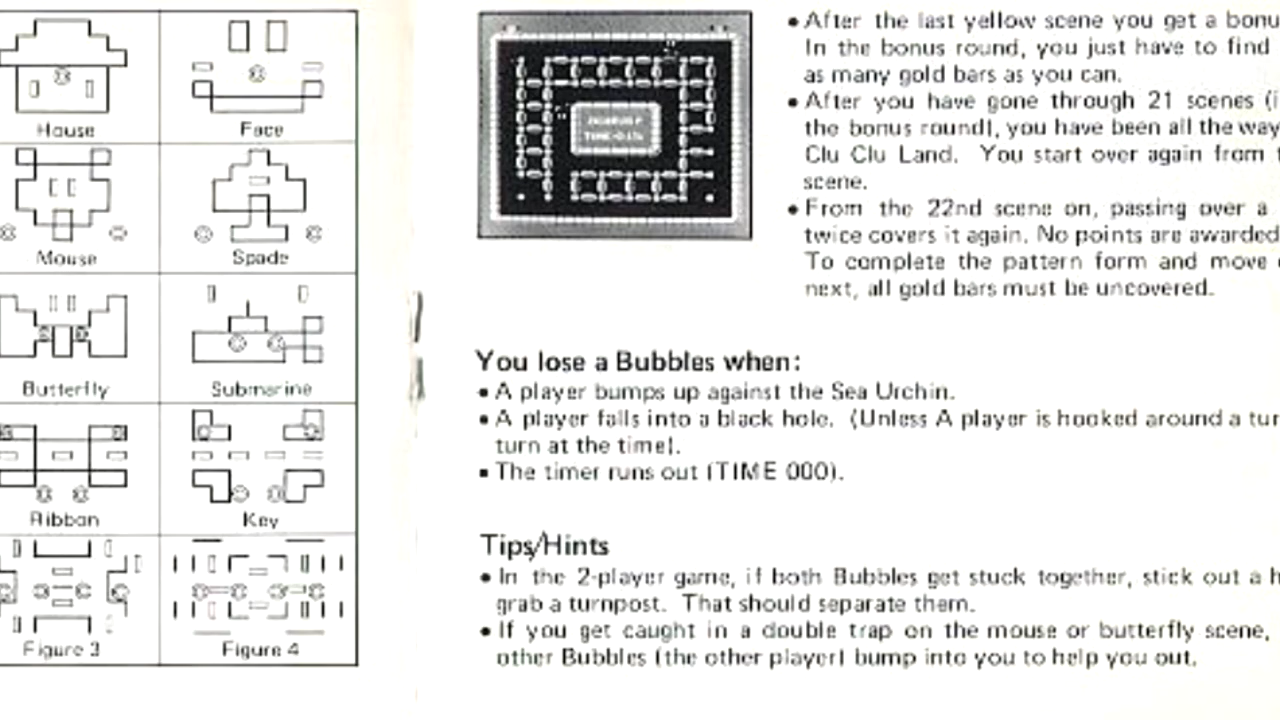 House
Face
Mouse
Spade
Butterfly
Submarine
Ribbon
Key
Figure 3
Figure 4
• After the last yellow scene you get a bonu
In the bonus round, you just have to find
as many gold bars as you can.
• After you have gone through 21 scenes (i
the bonus round), you have been all the way
Clu Clu Land. You start over again from t
scene.
• From the 22nd scene on, passing over a
twice covers it again. No points are awarded
To complete the pattern form and move
next, all gold bars must be uncovered.
You lose a Bubbles when:
• A player bumps up against the Sea Urchin.
• A player falls into a black hole. (Unless A player is hooked around a tur
turn at the time).
• The timer runs out (TIME 000).
Tips/Hints
• In the 2-player game, if both Bubbles get stuck together, stick out a h
grab a turnpost. That should separate them.
• If you get caught in a double trap on the mouse or butterfly scene,
other Bubbles (the other player) bump into you to help you out.